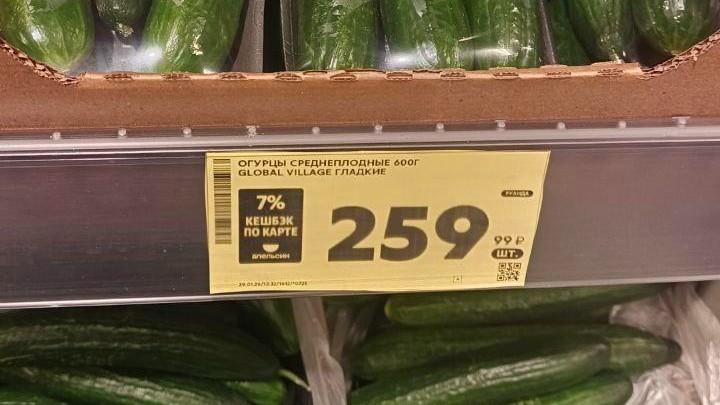 ОГУРЦЫ СРЕДНЕПЛОДНЫЕ 600Г
GLOBAL VILLAGE ГЛАДКИЕ
7%
КЕШБЭК
ПО КАРТЕ
апельсин
259
99 ₽
ШТ.